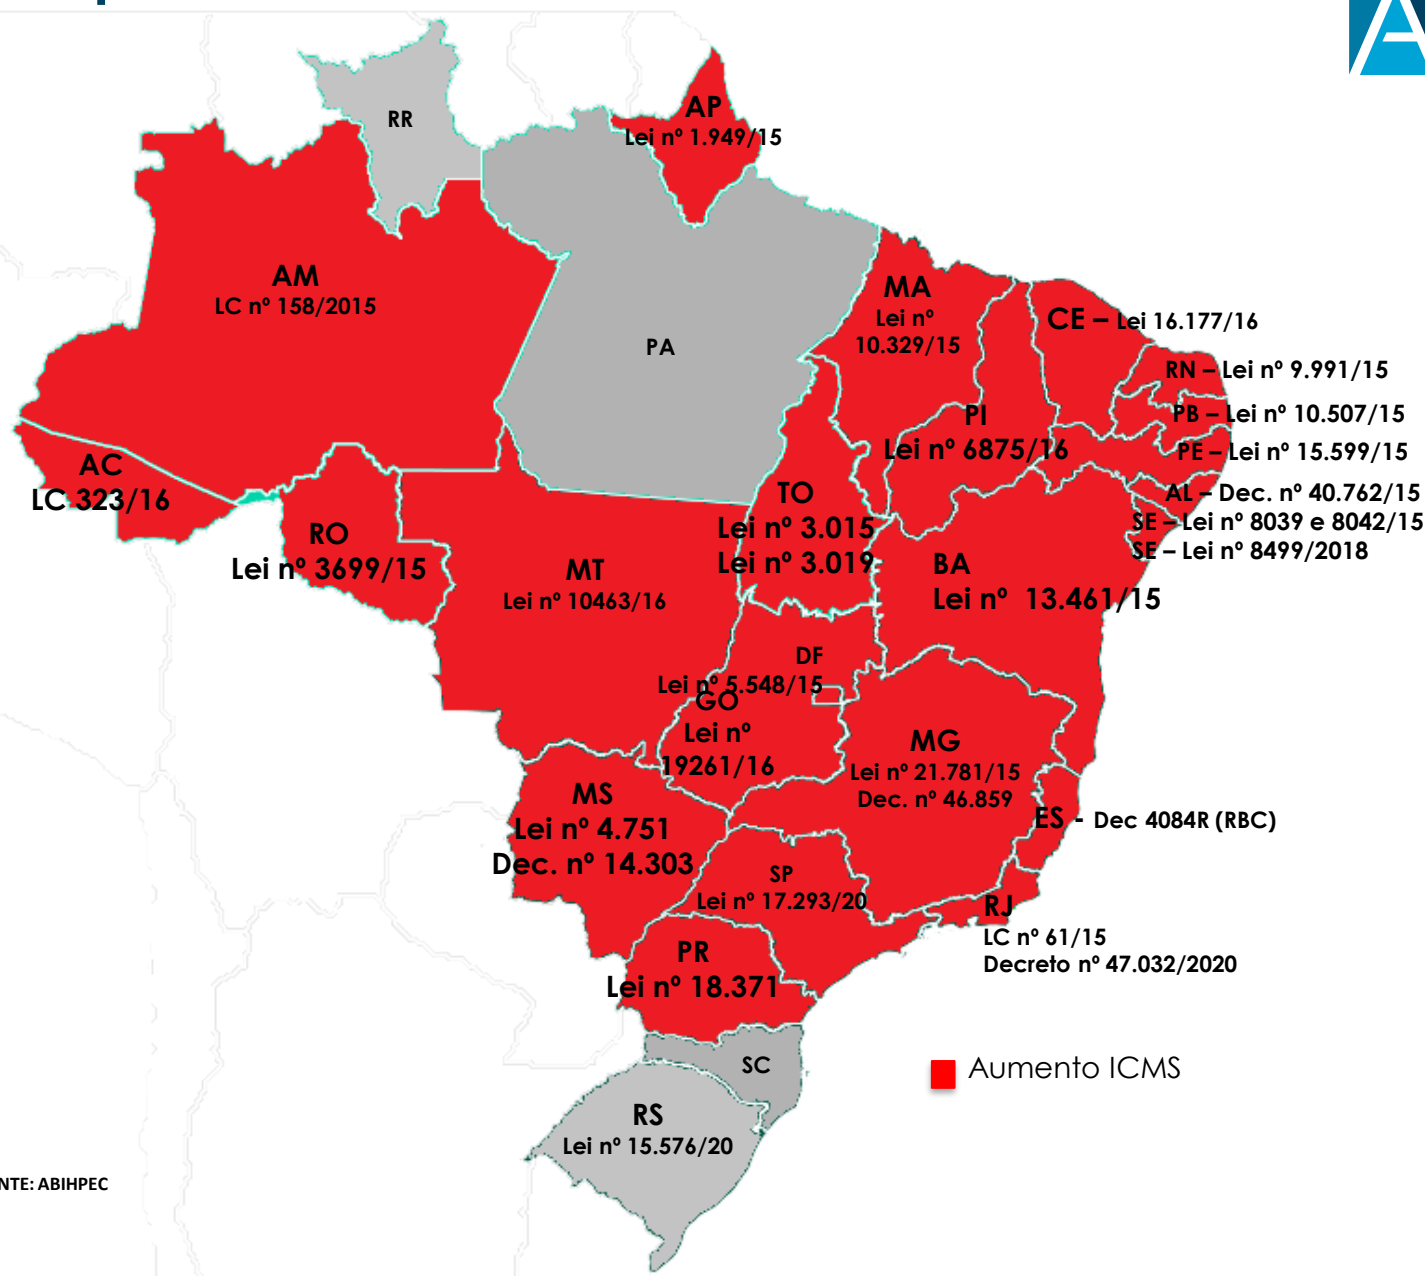 RR
AP
Lei nº 1.949/15
AM
LC nº 158/2015
PA
MA
Lei nº
10.329/15
CE – Lei 16.177/16
RN – Lei nº 9.991/15
PB – Lei nº 10.507/15
PI
Lei nº 6875/16
PE – Lei nº 15.599/15
AC
LC 323/16
TO
Lei nº 3.015
Lei nº 3.019
AL – Dec. nº 40.762/15
SE – Lei nº 8039 e 8042/15
SE – Lei nº 8499/2018
RO
Lei nº 3699/15
MT
Lei nº 10463/16
BA
Lei nº 13.461/15
DF
Lei nº 5.548/15
GO
Lei nº
19261/16
MG
Lei nº 21.781/15
Dec. nº 46.859
MS
Lei nº 4.751
Dec. nº 14.303
ES - Dec 4084R (RBC)
SP
Lei nº 17.293/20
RJ
LC nº 61/15
Decreto nº 47.032/2020
PR
Lei nº 18.371
SC
Aumento ICMS
RS
Lei nº 15.576/20
NTE: ABIHPEC